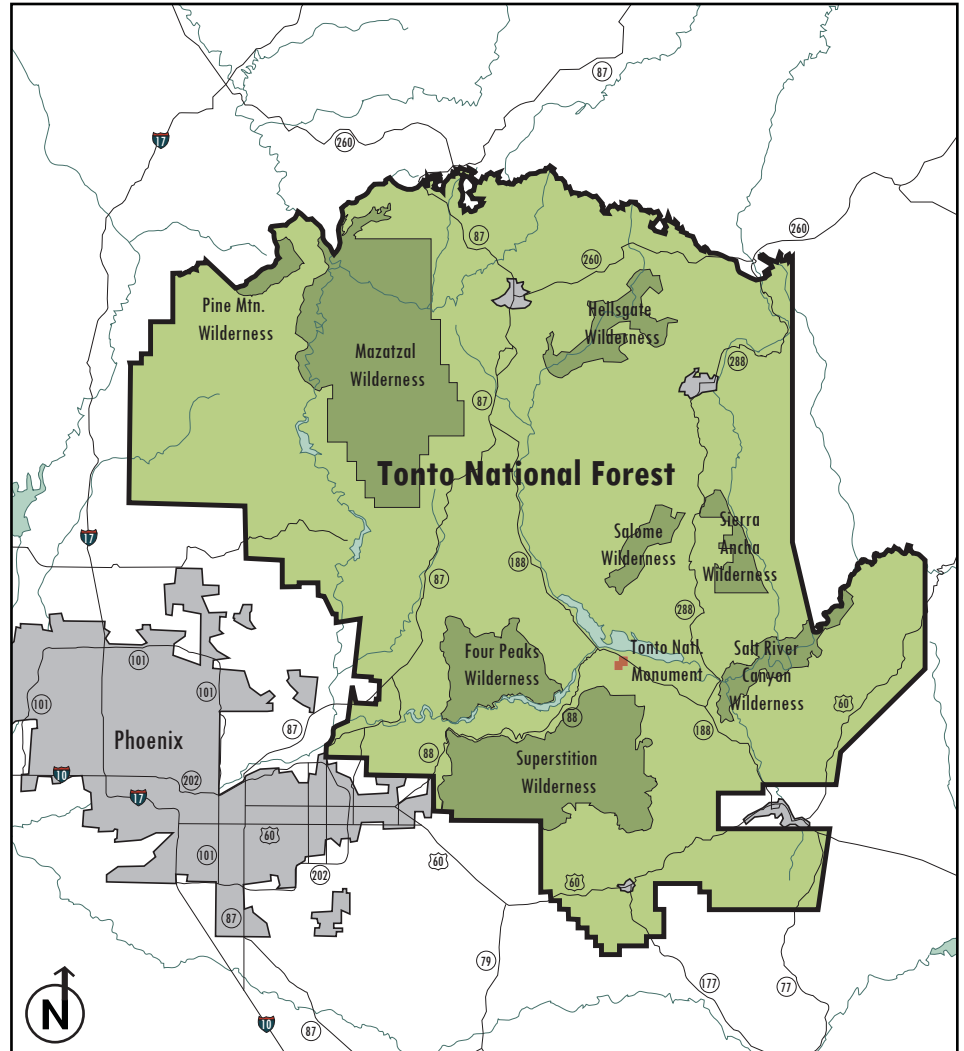 87
17
260
260
87
260
Pine Mtn.
Wilderness
Hellsgate
Wilderness
Mazatzal
Wilderness
288
87
Tonto National Forest
17
Salome
Wilderness
Sierra
Ancha
Wilderness
188
87
288
101
101
101
Four Peaks
Wilderness
Tonto Natl.
Monument
Salt River
Canyon
Wilderness
60
87
88
188
Phoenix
88
Superstition
Wilderness
10
202
17
60
101
60
202
60
87
79
177
77
N
10
87